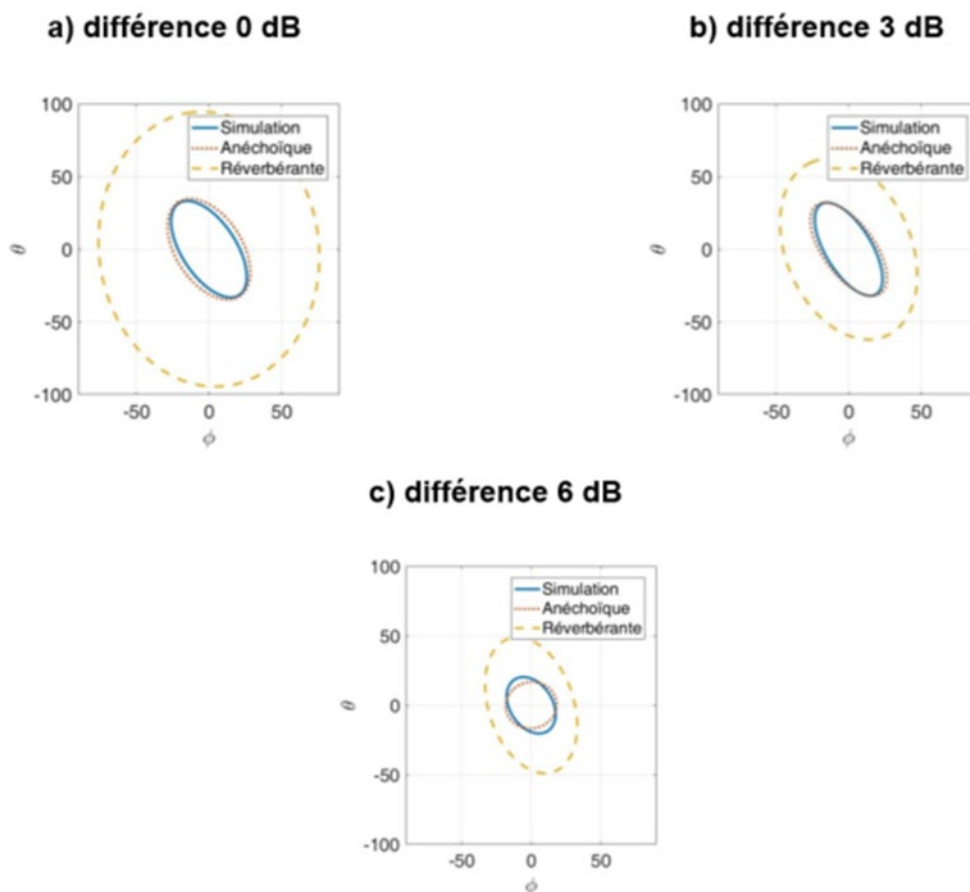 a) différence 0 dB
b) différence 3 dB
100
50
0
-50
-100
θ
-50
0
50
ϕ
Simulation
Anéchoïque
Réverbérante
100
50
0
-50
-100
θ
-50
0
50
ϕ
Simulation
Anéchoïque
Réverbérante
c) différence 6 dB
100
50
0
-50
-100
θ
-50
0
50
ϕ
Simulation
Anéchoïque
Réverbérante